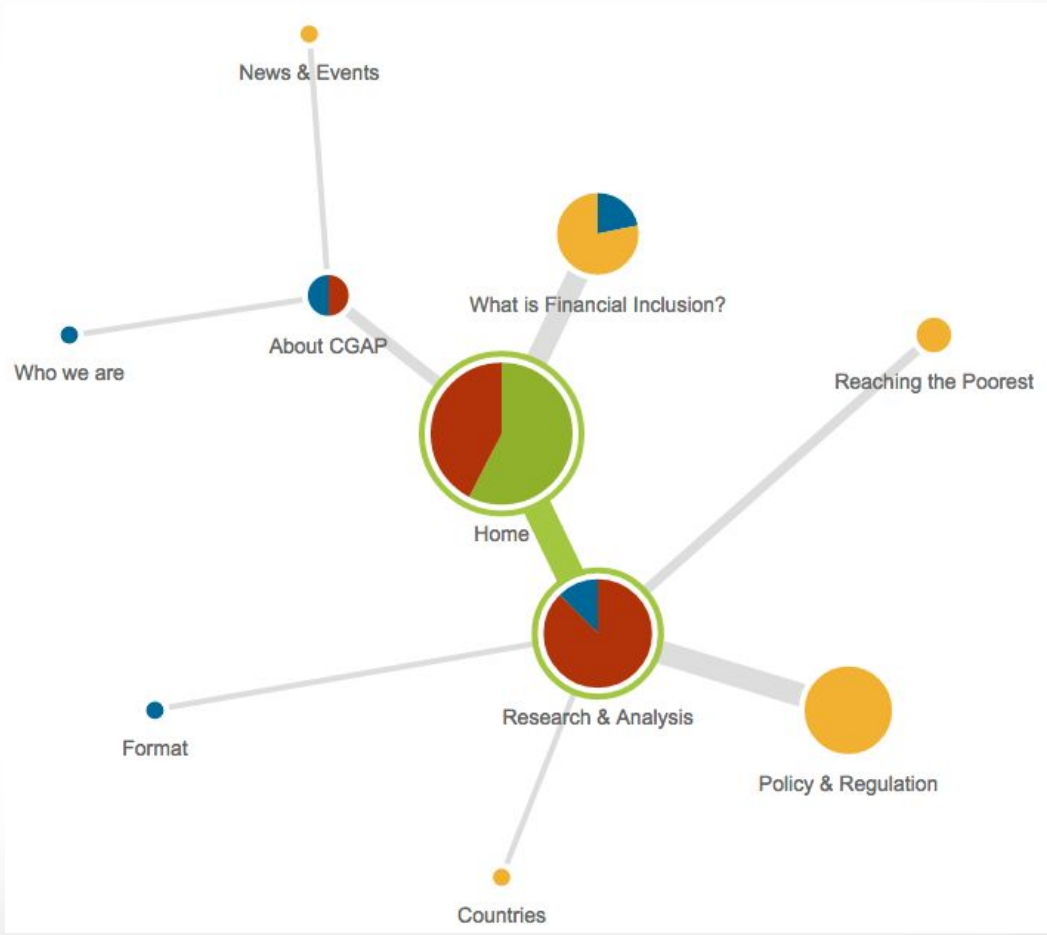 News & Events
What is Financial Inclusion?
About CGAP
Who we are
Reaching the Poorest
Home
Research & Analysis
Format
Policy & Regulation
Countries